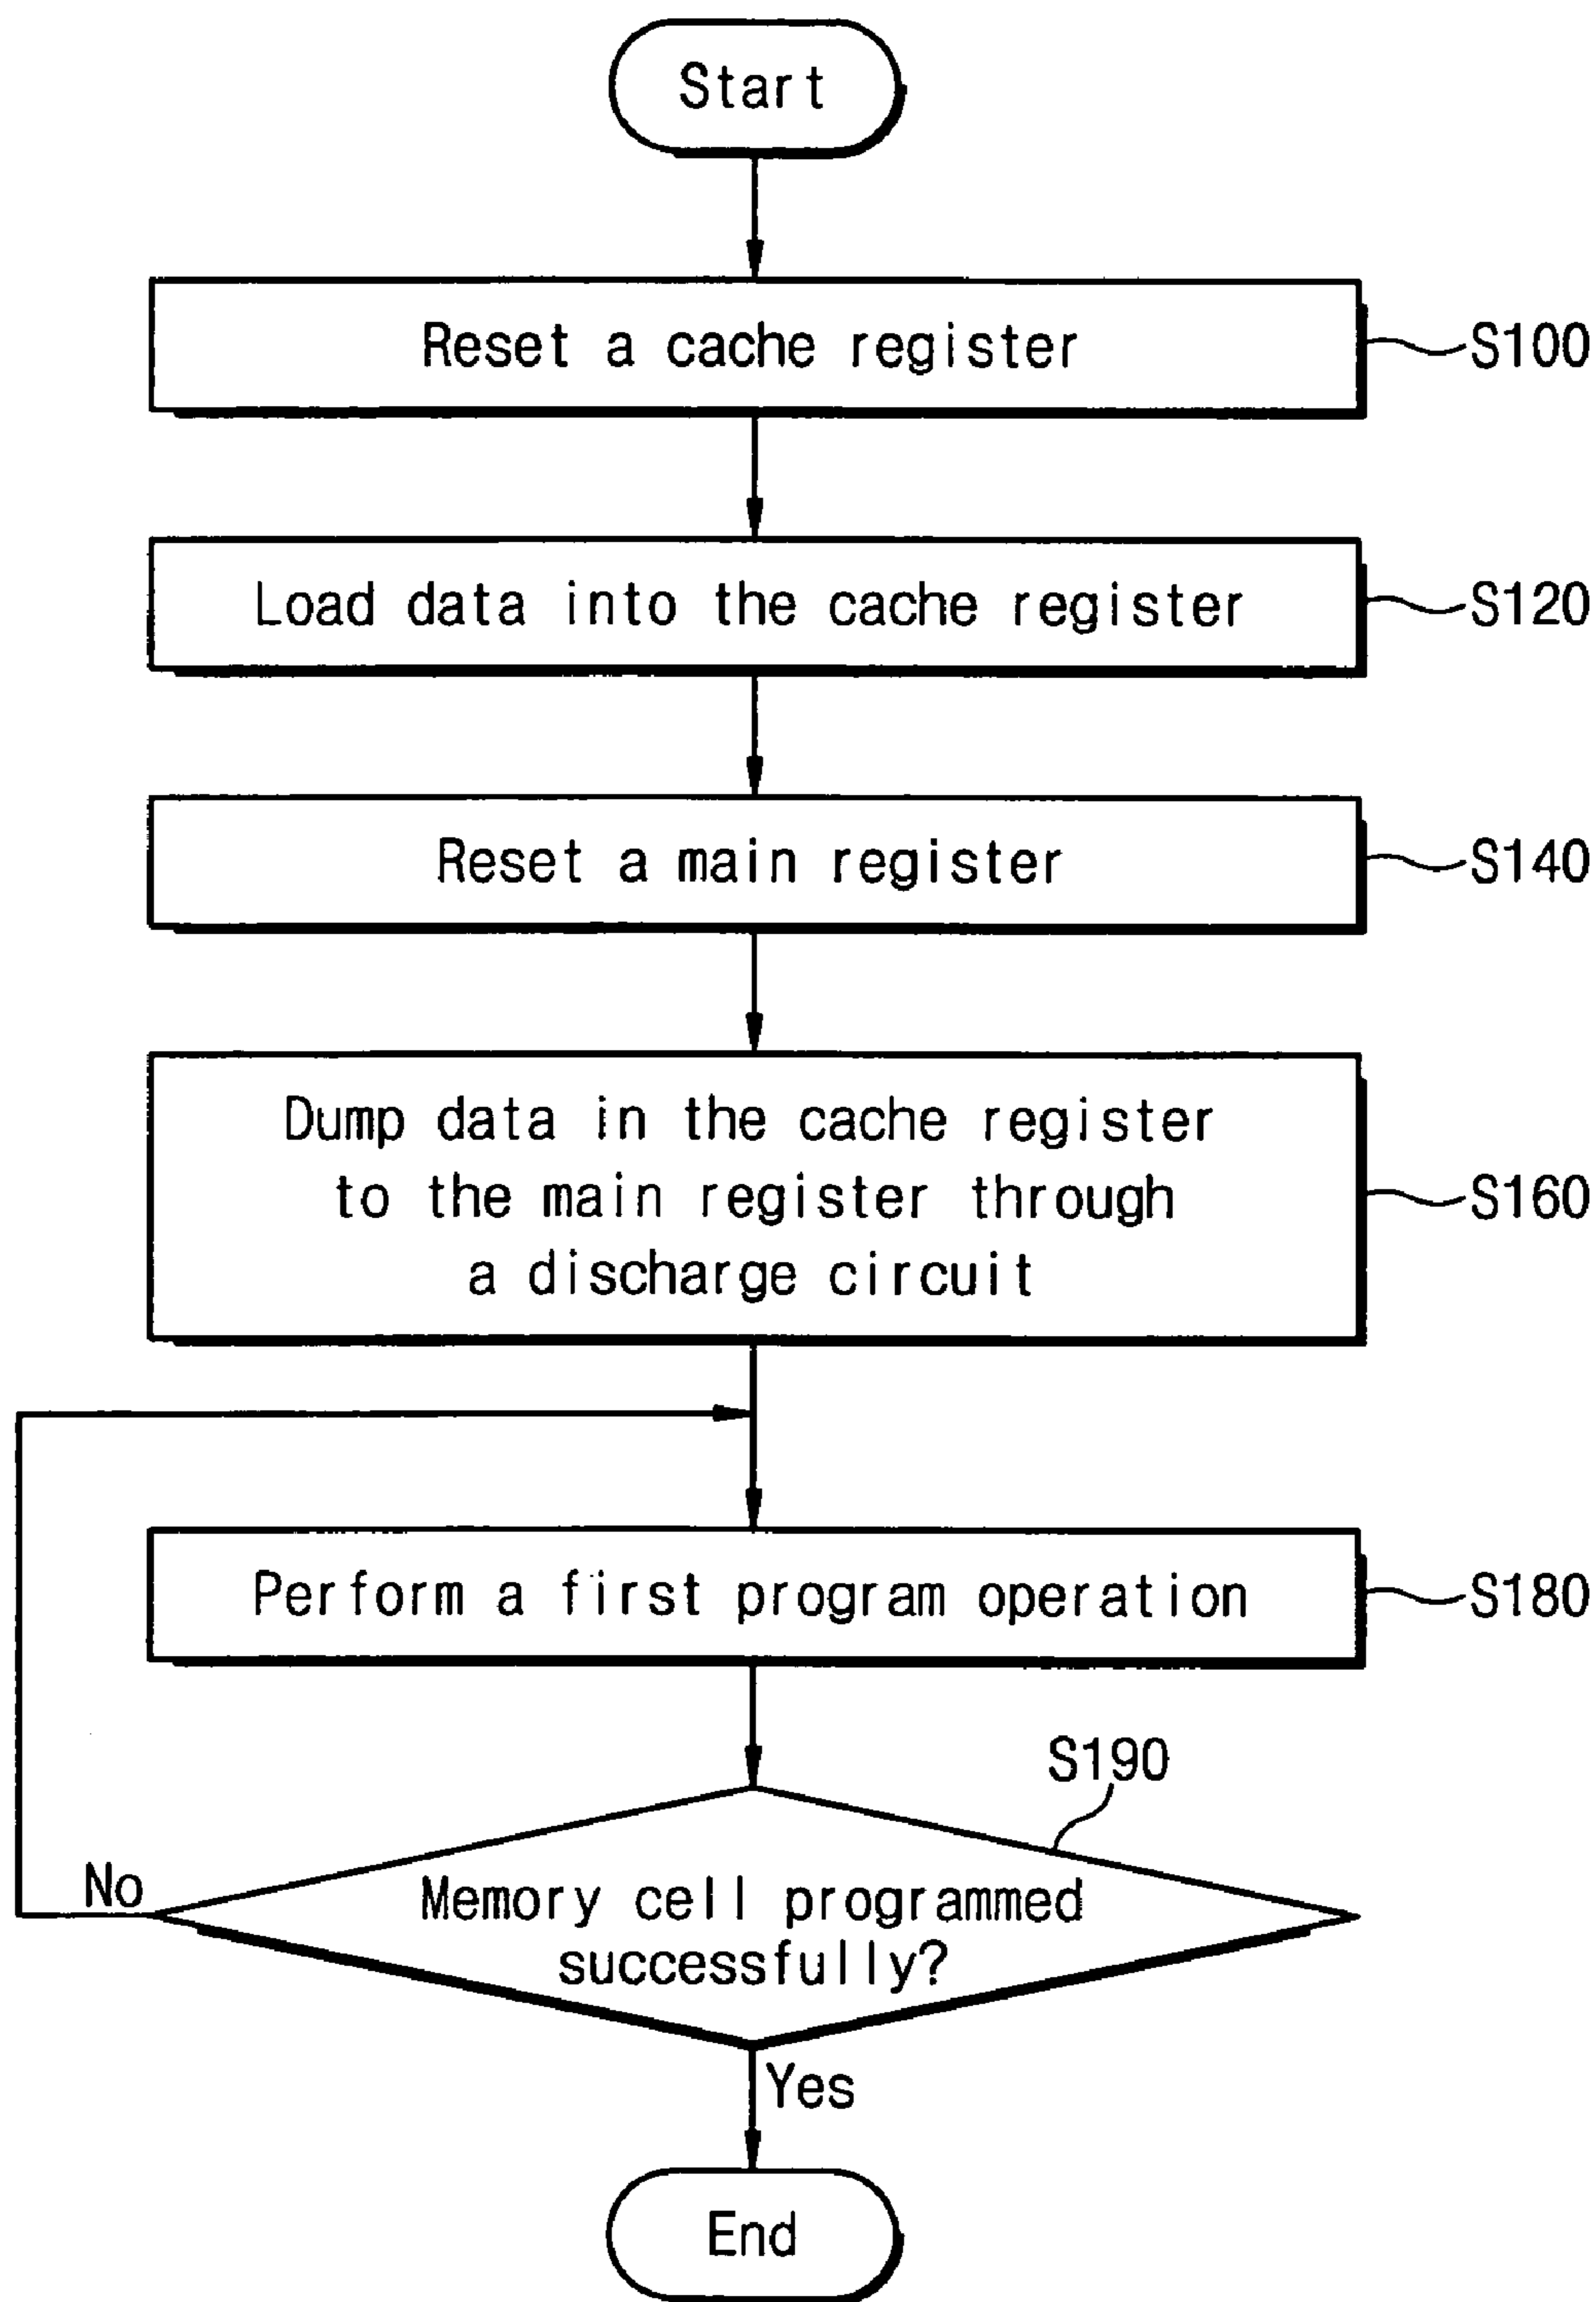 Start
Reset a cache register
S100
Load data into the cache register
S120
Reset a main register
S140
Dump data in the cache register
to the main register through
a discharge circuit
S160
Perform a first program operation
S180
S190
No
Memory cell programmed
successfully?
Yes
End